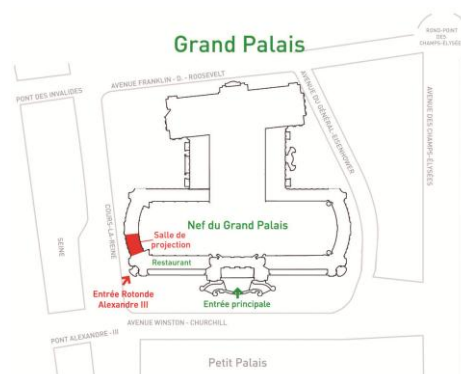 Grand Palais
ROND-POINT
DES
CHAMPS-ÉLYSÉE
AVENUE FRANKLIN - D. - ROOSEVELT
PONT DES INVALIDES
AVENUE DU GÉNÉRAL-EISENHOWER
AVENUE DES CHAMPS-ÉLYSÉES
SEINE
COURS-LA-REINE
Nef du Grand Palais
Salle de
projection
Restaurant
Entrée Rotonde
Alexandre III
Entrée principale
AVENUE WINSTON - CHURCHILL
PONT ALEXANDRE - III
Petit Palais